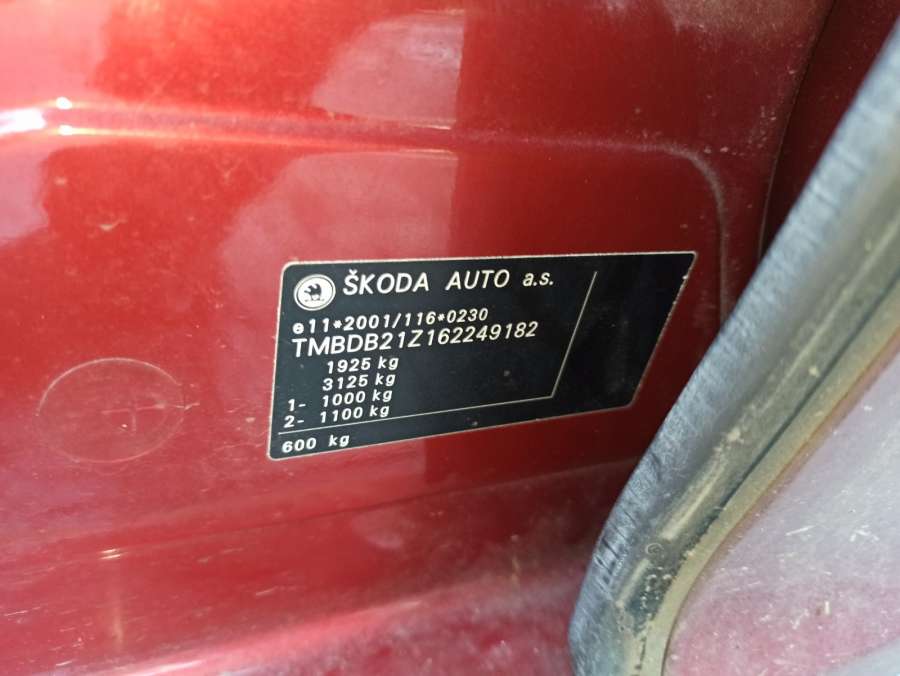 ŠKODA AUTO a.s.
e11*2001/116*0230
TMBDB21Z162249182
1925 kg
3125 kg
1- 1000 kg
2- 1100 kg
600 kg